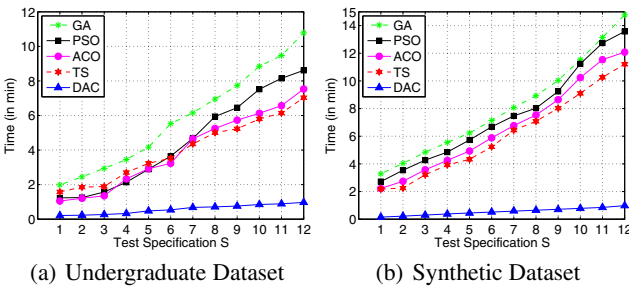 12
10
8
6
4
2
0
Time (in min)
GA
PSO
ACO
TS
DAC
1 2 3 4 5 6 7 8 9 10 11 12
Test Specification S
(a) Undergraduate Dataset
15
14
12
10
8
6
4
2
0
Time (in min)
GA
PSO
ACO
TS
DAC
1 2 3 4 5 6 7 8 9 10 11 12
Test Specification S
(b) Synthetic Dataset